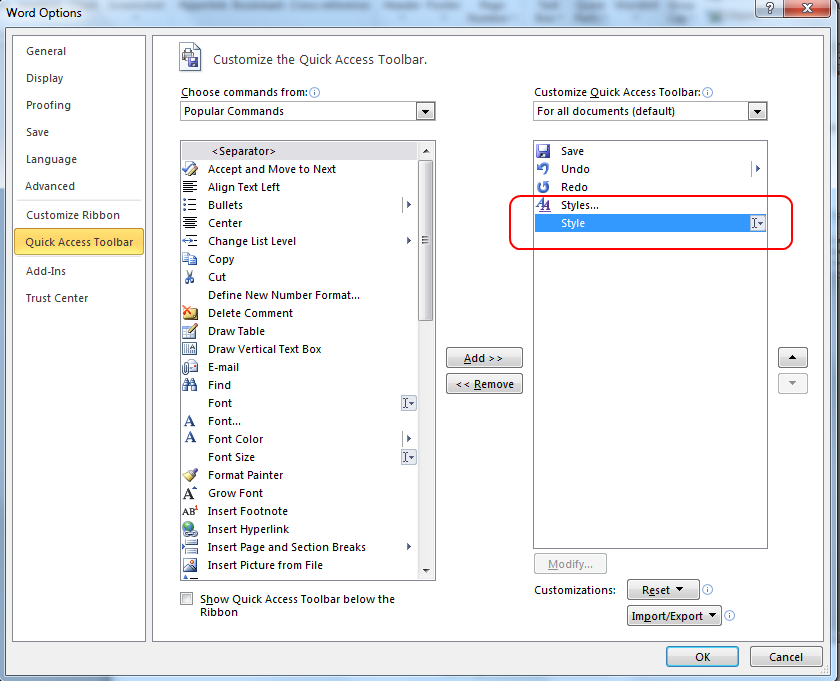 Word Options
General
Display
Proofing
Save
Language
Advanced
Customize Ribbon
Quick Access Toolbar
Add-Ins
Trust Center
Customize the Quick Access Toolbar.
Choose commands from:
Popular Commands
<Separator>
Accept and Move to Next
Align Text Left
Bullets
Center
Change List Level
Copy
Cut
Define New Number Format...
Delete Comment
Draw Table
Draw Vertical Text Box
E-mail
Find
Font
Font...
Font Color
Font Size
Format Painter
Grow Font
Insert Footnote
Insert Hyperlink
Insert Page and Section Breaks
Insert Picture from File
Show Quick Access Toolbar below the
Ribbon
Add >>
<< Remove
Customize Quick Access Toolbar:
For all documents (default)
Save
Undo
Redo
Styles...
Style
Modify...
Customizations:
Reset
Import/Export
OK
Cancel